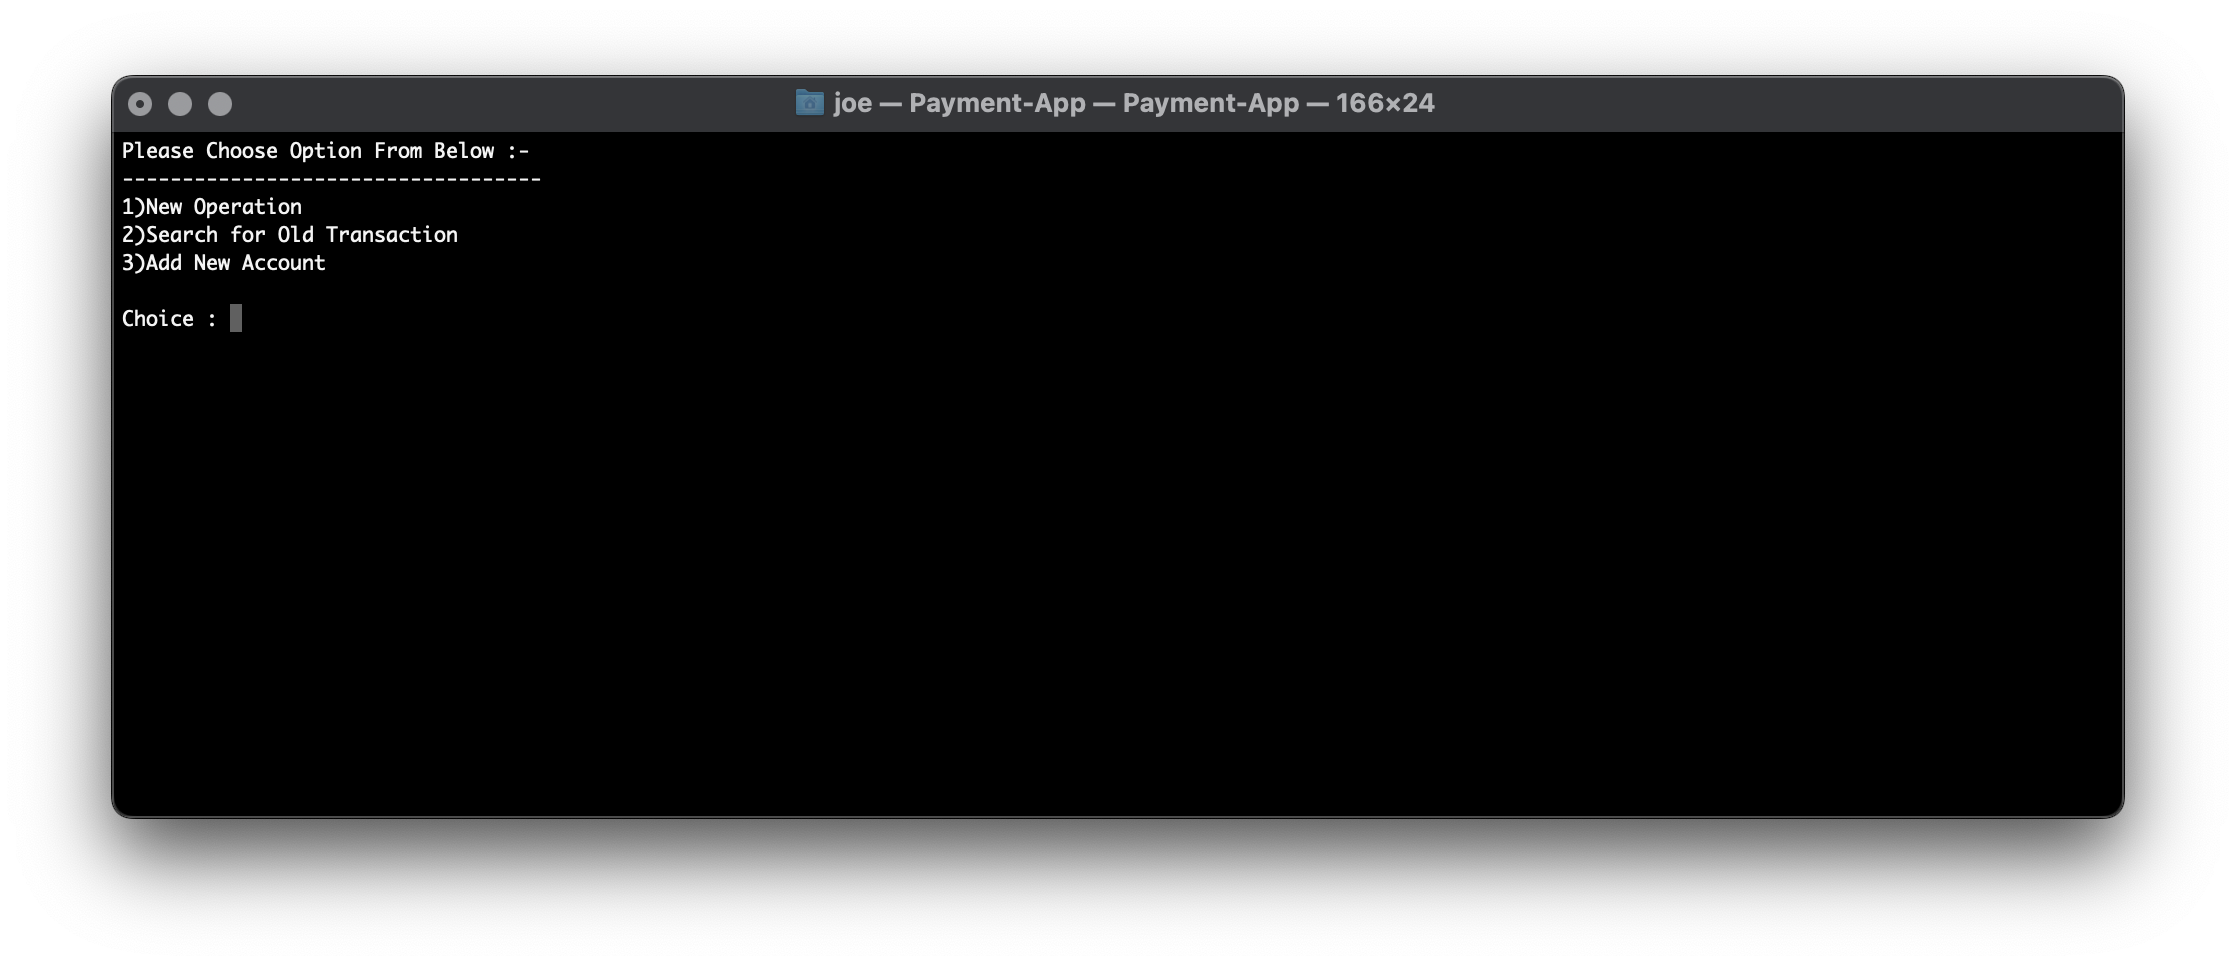 joe — Payment-App — Payment-App — 166×24
Please Choose Option From Below :-
-----------------------------------
1)New Operation
2)Search for Old Transaction
3)Add New Account
Choice :